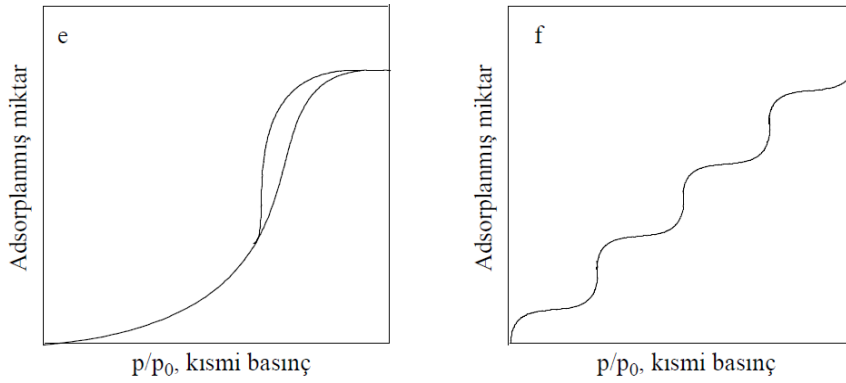 e
Adsorplanmış miktar
p/p0, kısmi basınç
f
Adsorplanmış miktar
p/p0, kısmi basınç